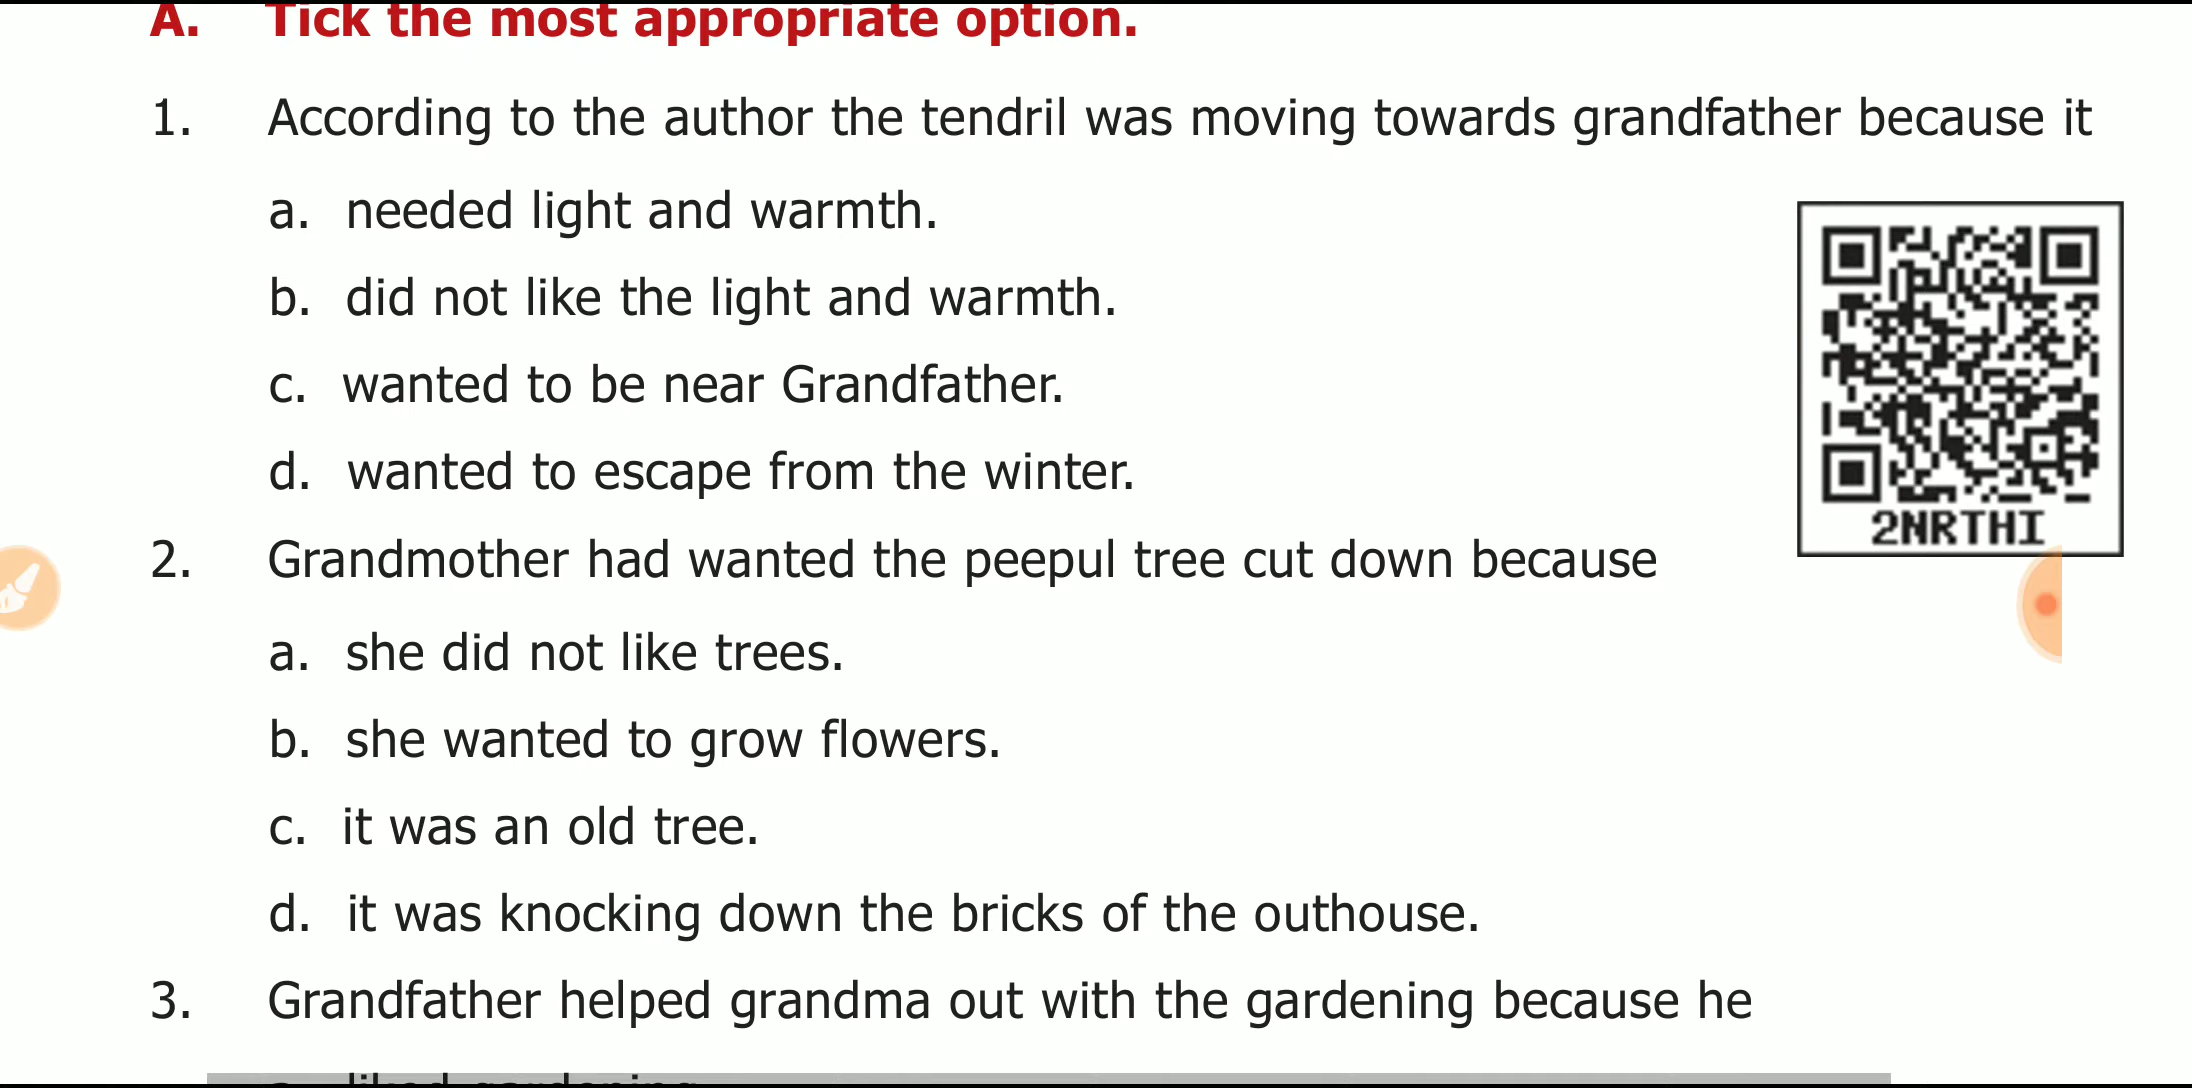 A. Tick the most appropriate option.
1. According to the author the tendril was moving towards grandfather because it
a. needed light and warmth.
b. did not like the light and warmth.
c. wanted to be near Grandfather.
d. wanted to escape from the winter.
2NRTHI
2. Grandmother had wanted the peepul tree cut down because
a. she did not like trees.
b. she wanted to grow flowers.
c. it was an old tree.
d. it was knocking down the bricks of the outhouse.
3. Grandfather helped grandma out with the gardening because he
a. liked gardening